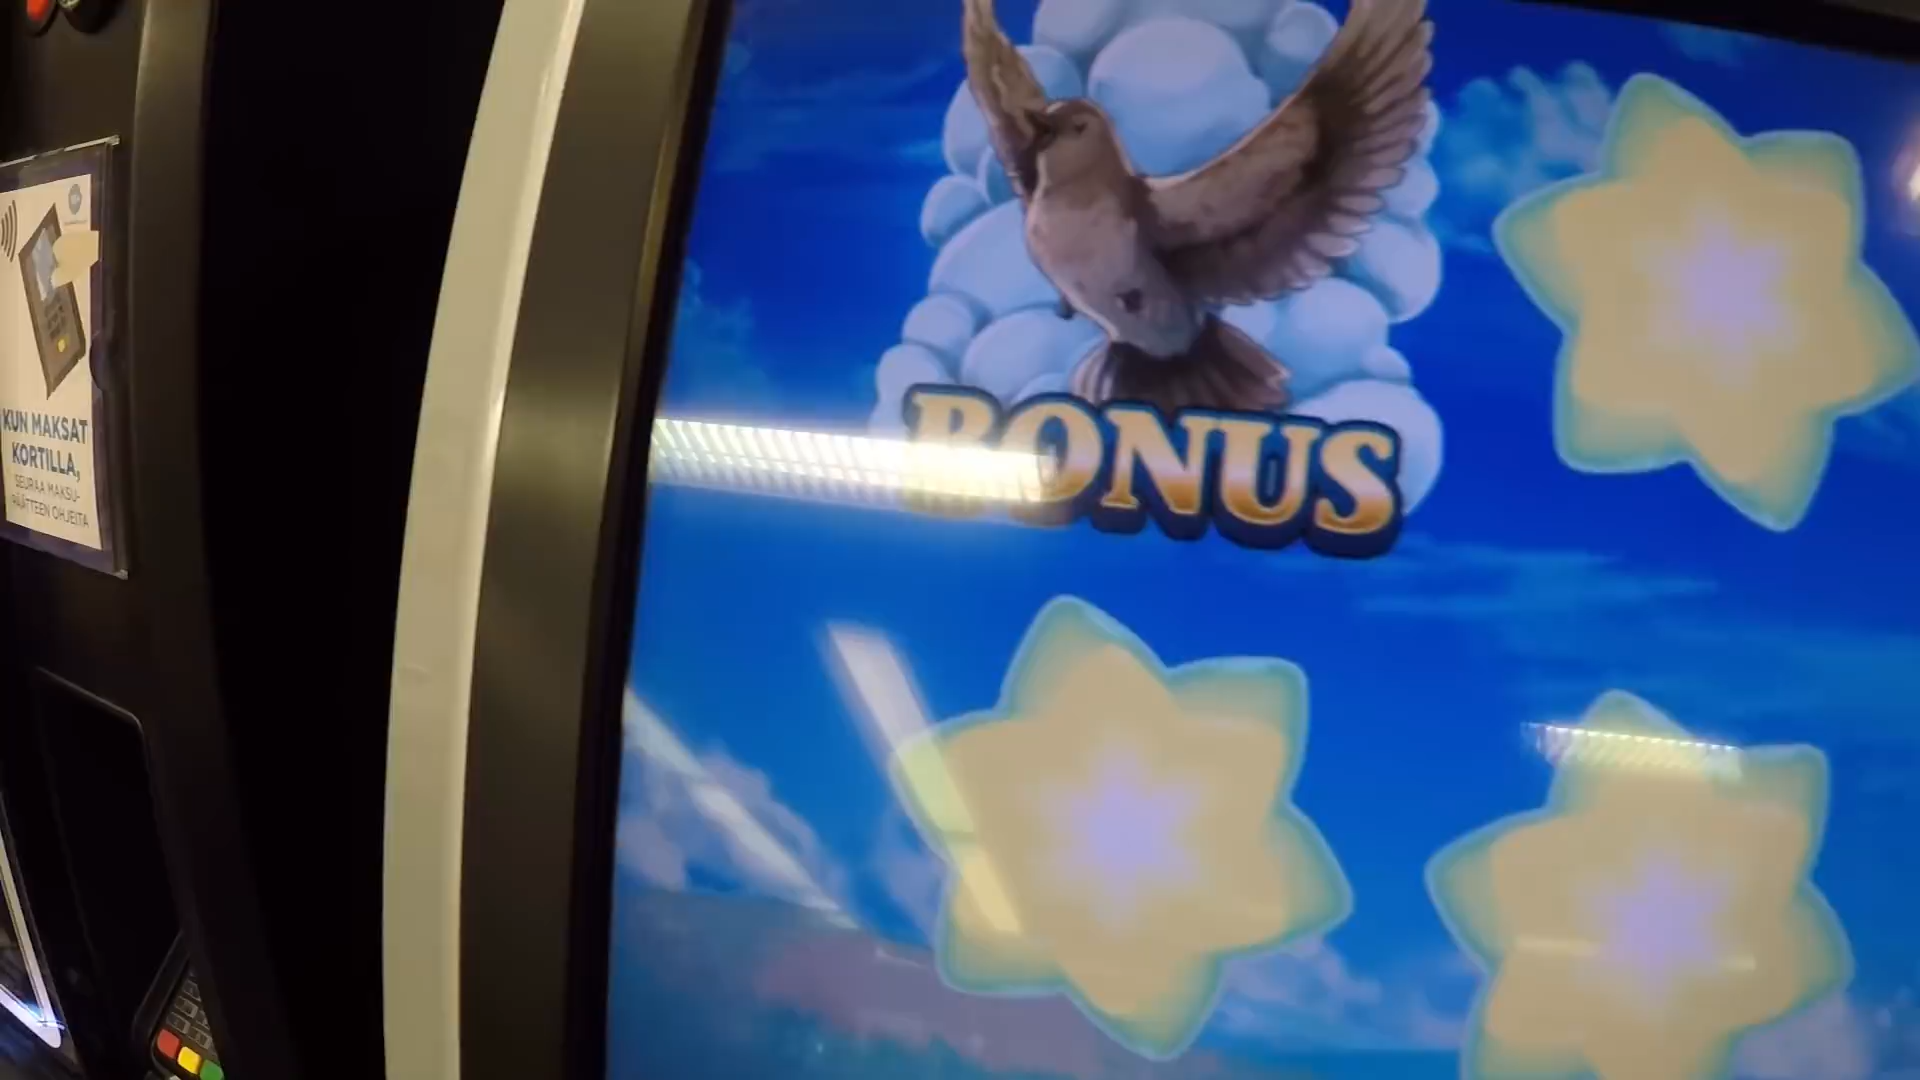 KUN MAKSAT
KORTILLA,
SEURAA MAKSU-
PÄÄTTEEN OHJEITA
BONUS